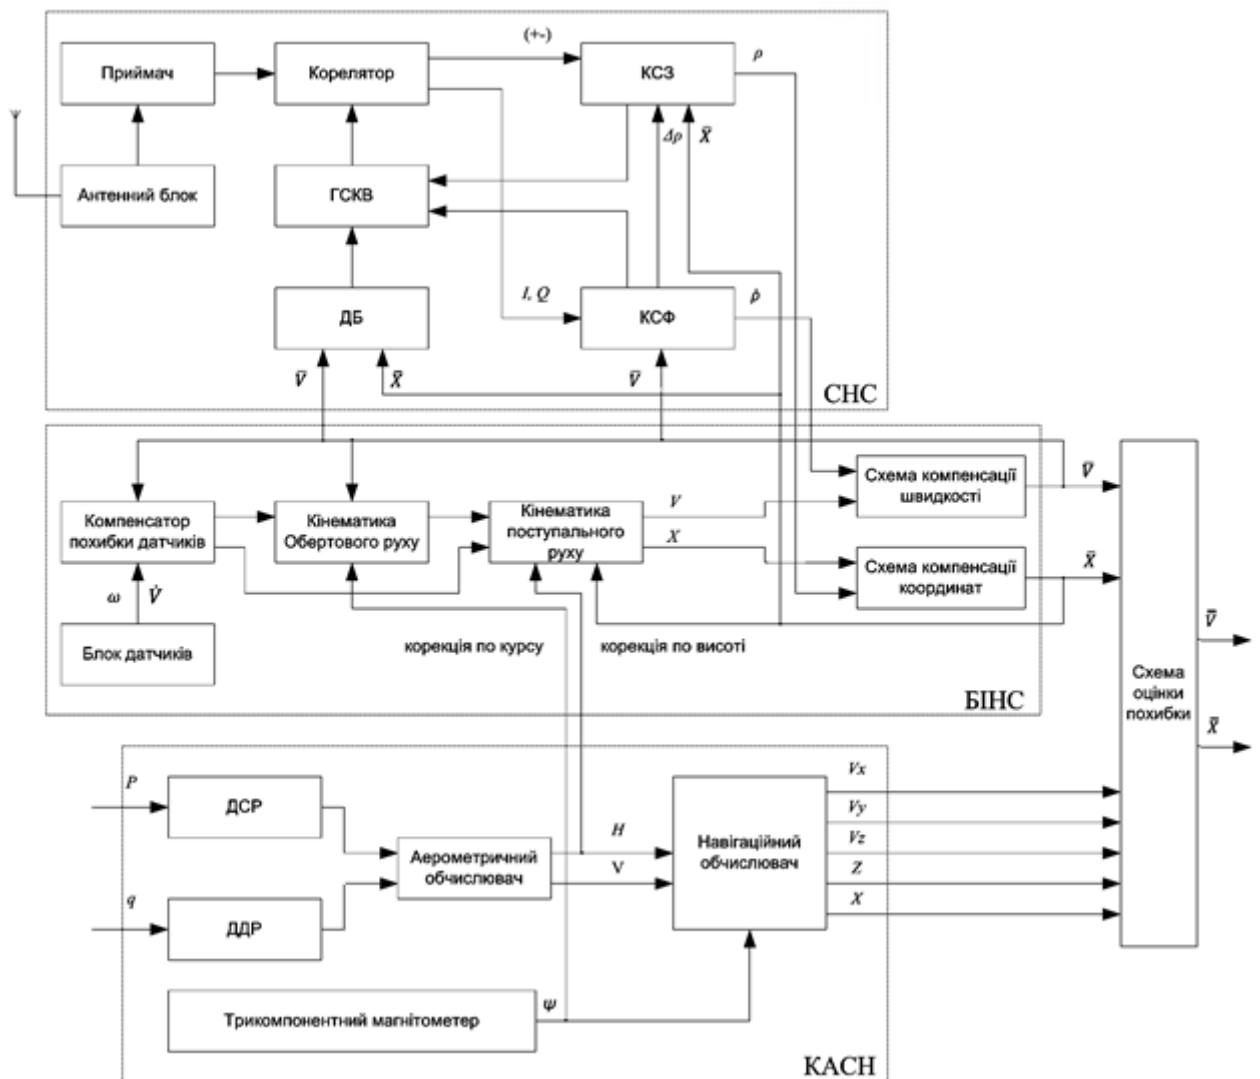 (+-)
Приймач
Корелятор
КСЗ
ρ
Δρ
X̄
Антенний блок
ГСКВ
I, Q
ДБ
КСФ
ρ̇
V̄
X̄
V̄
СНС
Схема компенсації
швидкості
V̄
Компенсатор
похибки датчиків
Кінематика
Обертового руху
Кінематика
поступального
руху
V
X
Схема компенсації
координат
X̄
ω
V̇
Блок датчиків
корекція по курсу
корекція по висоті
БІНС
Схема
оцінки
похибки
V̿
X̿
P
ДСР
q
ДДР
Аерометричний
обчислювач
H
V
Навігаційний
обчислювач
Vx
Vy
Vz
Z
X
Трикомпонентний магнітометер
ψ
КАСН